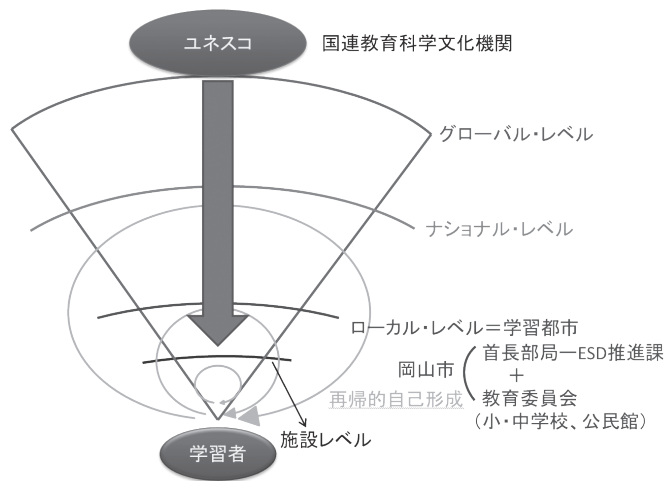 ユネスコ
国連教育科学文化機関
グローバル・レベル
ナショナル・レベル
ローカル・レベル＝学習都市
岡山市
首長部局ーESD推進課
+
教育委員会
（小・中学校、公民館）
再帰的自己形成
施設レベル
学習者